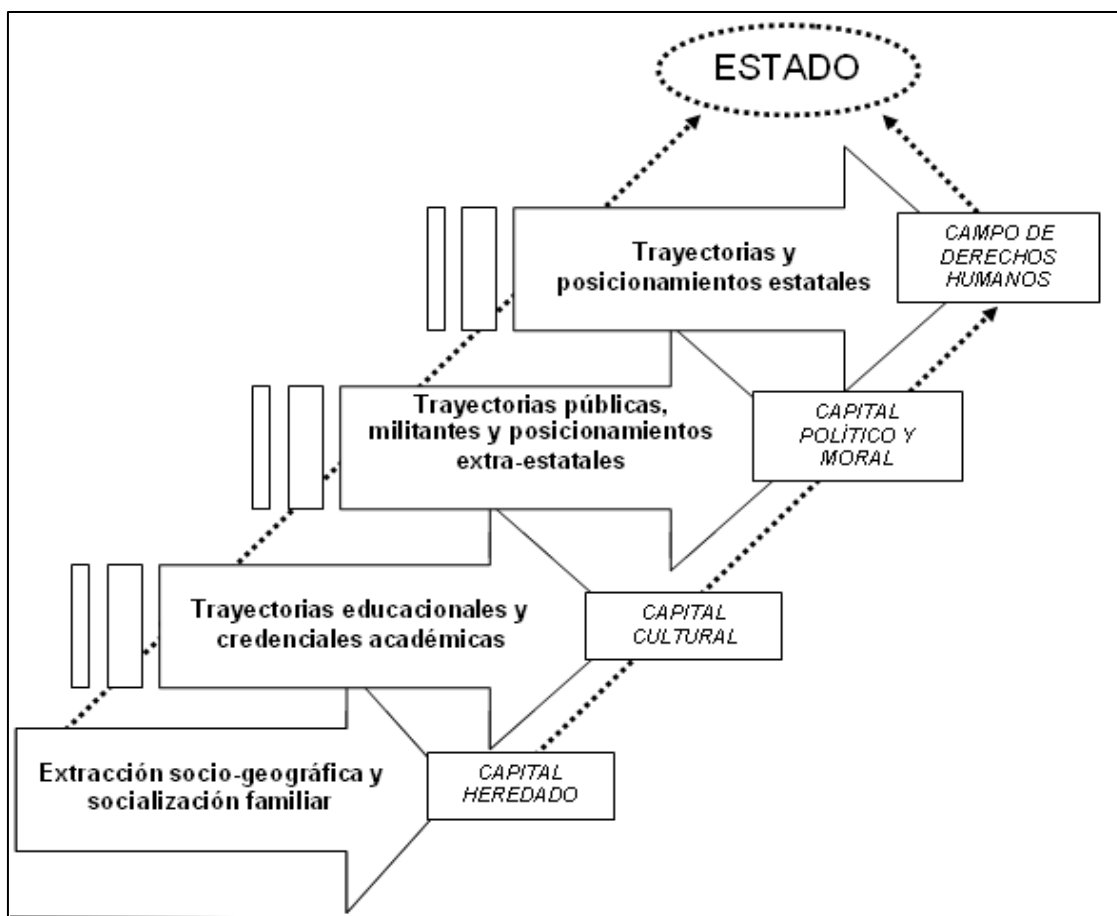 ESTADO
Trayectorias y
posicionamientos estatales
CAMPO DE
DERECHOS
HUMANOS
Trayectorias públicas,
militantes y posicionamientos
extra-estatales
CAPITAL
POLÍTICO Y
MORAL
Trayectorias educacionales y
credenciales académicas
CAPITAL
CULTURAL
Extracción socio-geográfica y
socialización familiar
CAPITAL
HEREDADO